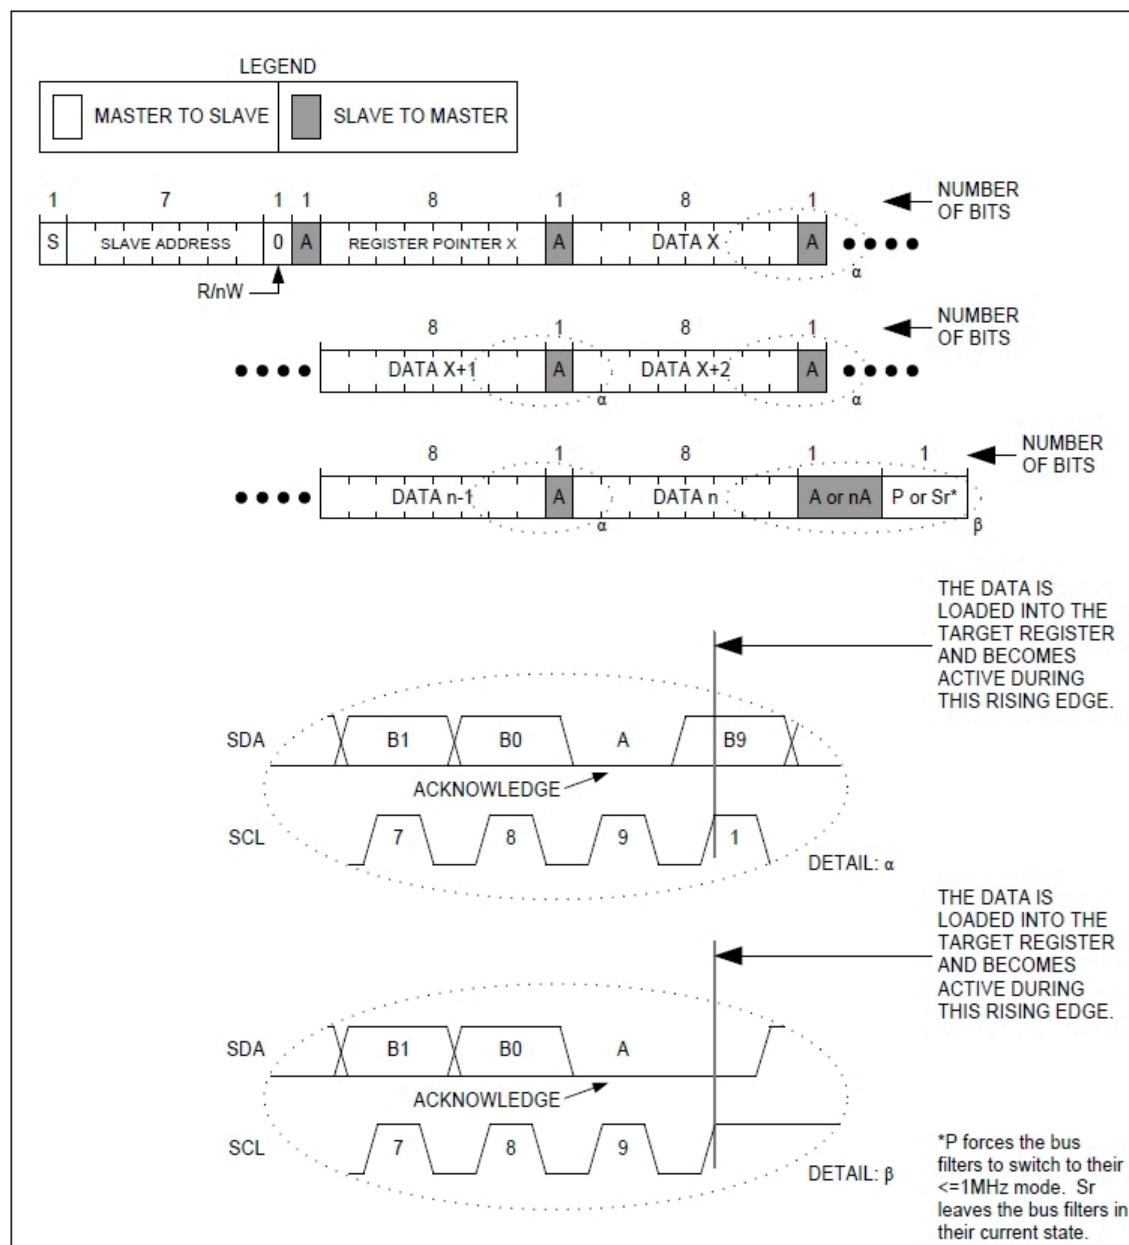 LEGEND
MASTER TO SLAVE SLAVE TO MASTER
1 7 1 1 8 1 8 1 NUMBER
OF BITS
S SLAVE ADDRESS 0 A REGISTER POINTER X A DATA X A
α
R/nW
8 1 8 1 NUMBER
OF BITS
DATA X+1 A DATA X+2 A
α α
8 1 8 1 1 NUMBER
OF BITS
DATA n-1 A DATA n A or nA P or Sr*
α β
THE DATA IS
LOADED INTO THE
TARGET REGISTER
AND BECOMES
ACTIVE DURING
THIS RISING EDGE.
SDA B1 B0 A B9
ACKNOWLEDGE
SCL 7 8 9 1
DETAIL: α
THE DATA IS
LOADED INTO THE
TARGET REGISTER
AND BECOMES
ACTIVE DURING
THIS RISING EDGE.
SDA B1 B0 A
ACKNOWLEDGE
SCL 7 8 9
DETAIL: β
*P forces the bus
filters to switch to their
<=1MHz mode. Sr
leaves the bus filters in
their current state.